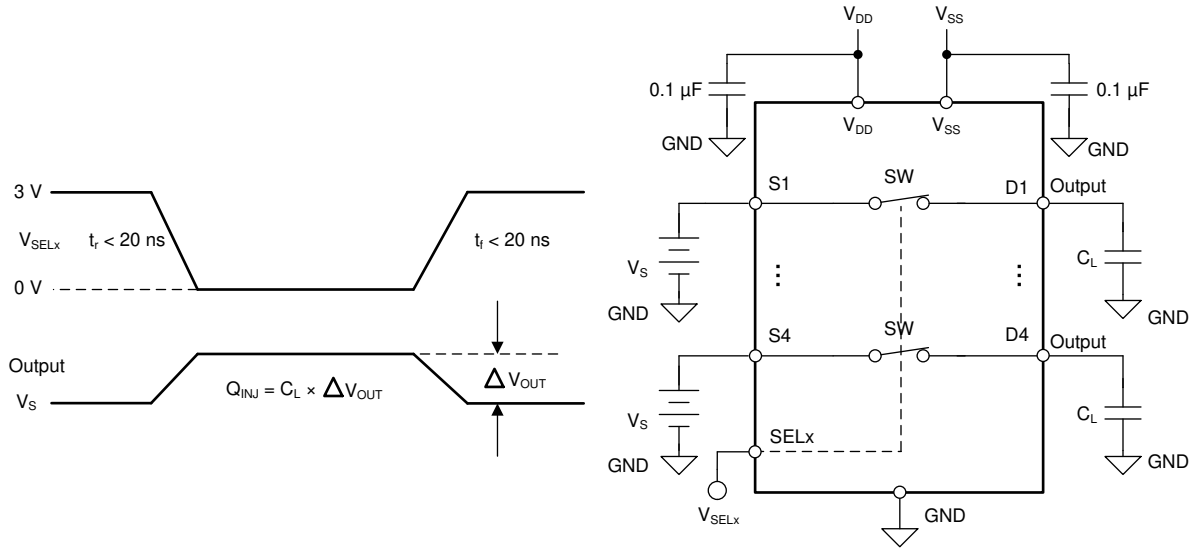 3 V
V_SELx
t_r < 20 ns
t_f < 20 ns
0 V
Output
V_S
Q_INJ = C_L × Δ V_OUT
Δ V_OUT
V_DD
V_SS
0.1 µF
0.1 µF
V_DD
V_SS
GND
GND
S1
SW
D1
Output
V_S
C_L
GND
GND
S4
SW
D4
Output
V_S
C_L
SELx
GND
GND
V_SELx
GND